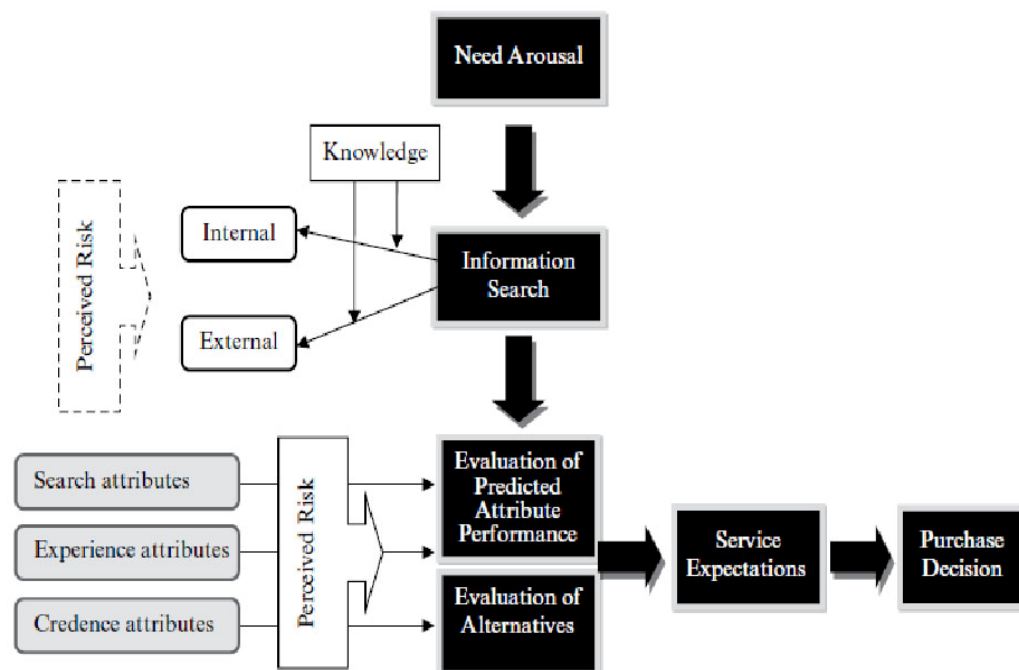 Need Arousal
Knowledge
Perceived Risk
Internal
Information
Search
External
Search attributes
Experience attributes
Credence attributes
Perceived Risk
Evaluation of
Predicted
Attribute
Performance
Evaluation of
Alternatives
Service
Expectations
Purchase
Decision